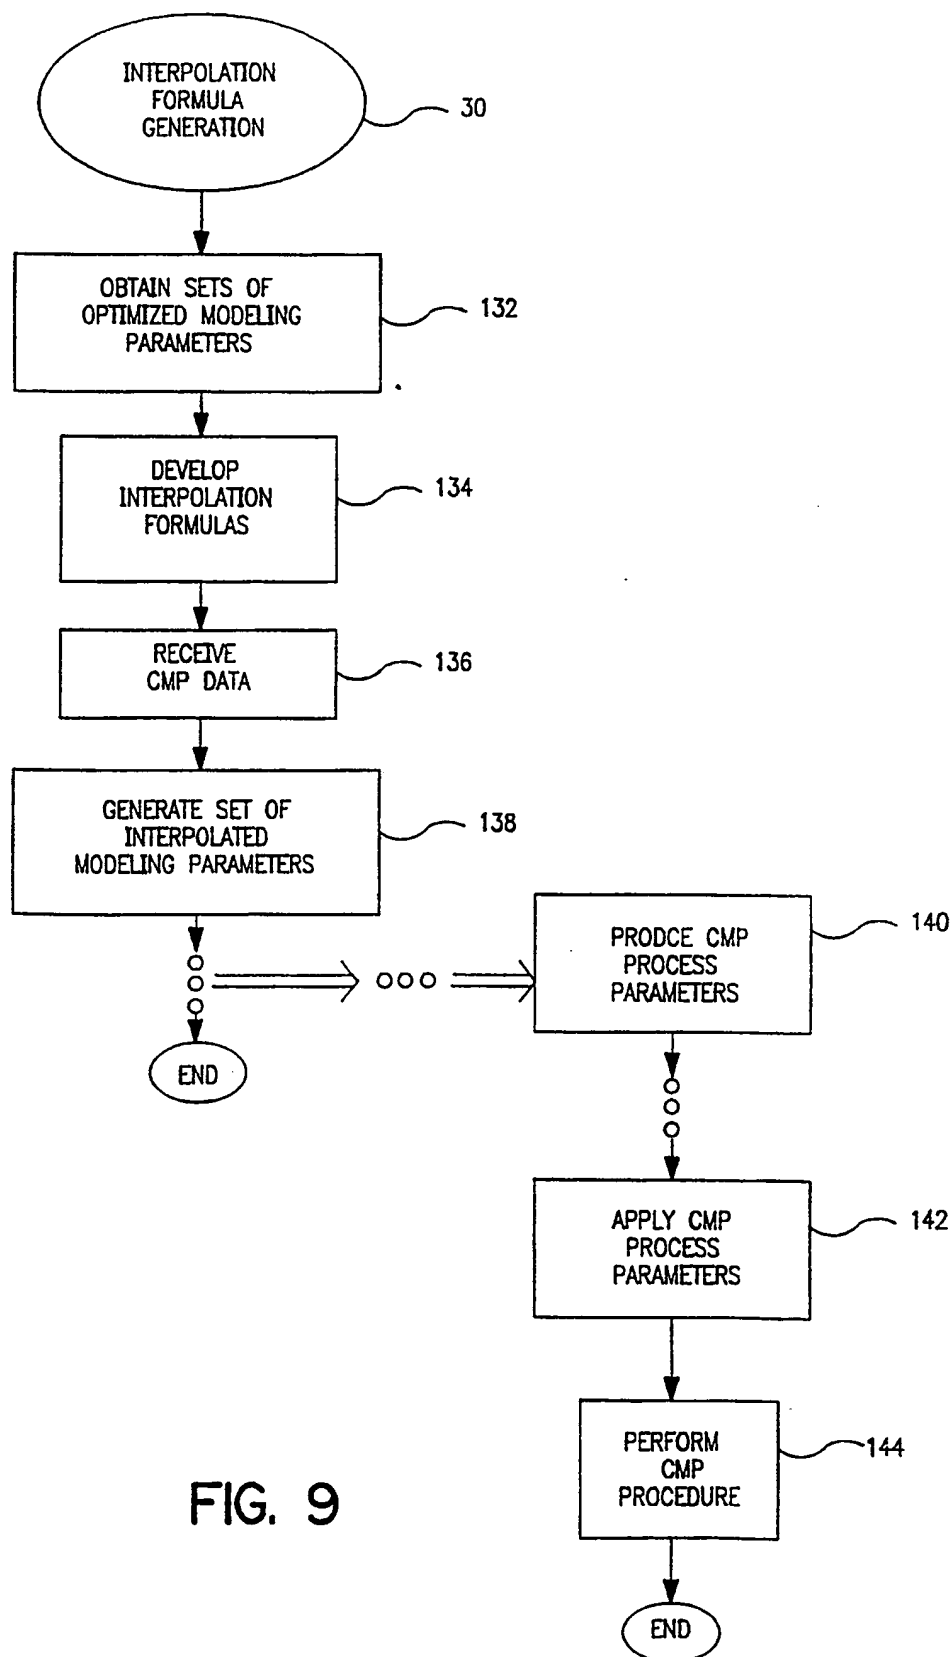 INTERPOLATION
FORMULA
GENERATION
30
OBTAIN SETS OF
OPTIMIZED MODELING
PARAMETERS
132
DEVELOP
INTERPOLATION
FORMULAS
134
RECEIVE
CMP DATA
136
GENERATE SET OF
INTERPOLATED
MODELING PARAMETERS
138
END
PRODCE CMP
PROCESS
PARAMETERS
140
APPLY CMP
PROCESS
PARAMETERS
142
PERFORM
CMP
PROCEDURE
144
END
FIG. 9